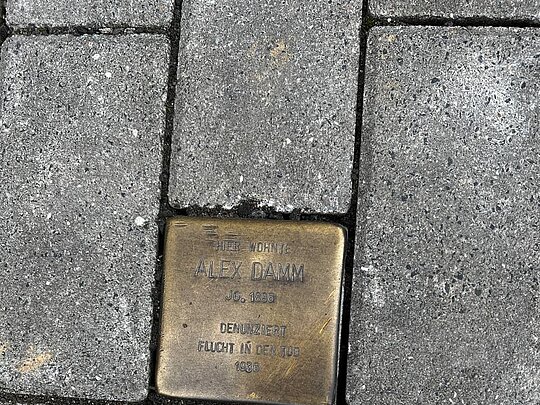 HIER WOHNTE
ALEX DAMM
JG.
DENUNZIERT
FLUCHT IN DEN TOD